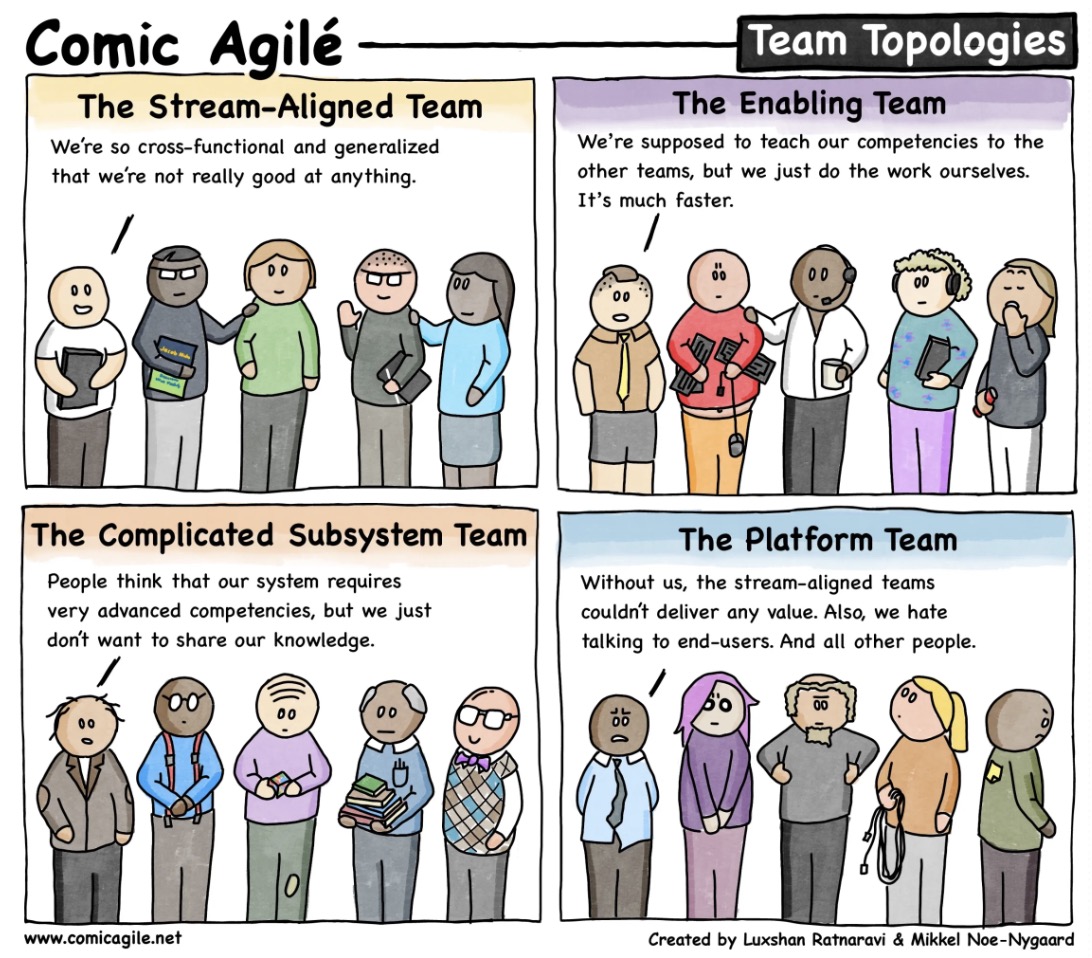 Comic Agilé
Team Topologies
The Stream-Aligned Team
We're so cross-functional and generalized
that we're not really good at anything.
The Enabling Team
We're supposed to teach our competencies to the
other teams, but we just do the work ourselves.
It's much faster.
The Complicated Subsystem Team
People think that our system requires
very advanced competencies, but we just
don't want to share our knowledge.
The Platform Team
Without us, the stream-aligned teams
couldn't deliver any value. Also, we hate
talking to end-users. And all other people.
www.comicagile.net
Created by Luxshan Ratnaravi & Mikkel Noe-Nygaard